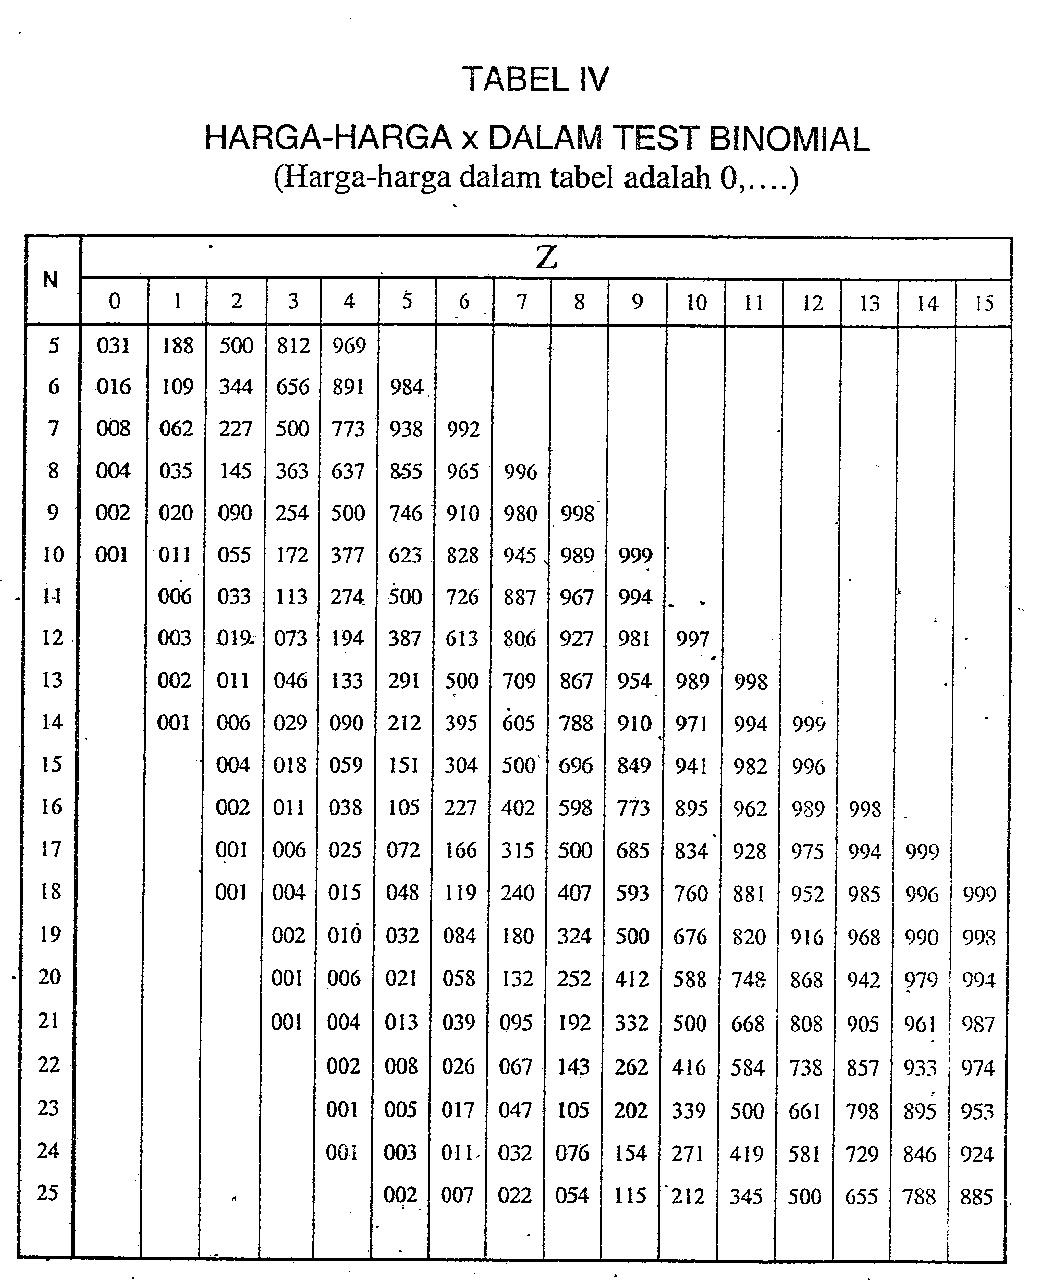 TABEL IV
HARGA-HARGA x DALAM TEST BINOMIAL
(Harga-harga dalam tabel adalah 0,....)
N Z
0 1 2 3 4 5 6 7 8 9 10 11 12 13 14 15
5 031 188 500 812 969
6 016 109 344 656 891 984
7 008 062 227 500 773 938 992
8 004 035 145 363 637 855 965 996
9 002 020 090 254 500 746 910 980 998
10 001 011 055 172 377 623 828 945 989 999
11 006 033 113 274 500 726 887 967 994
12 003 019 073 194 387 613 806 927 981 997
13 002 011 046 133 291 500 709 867 954 989 998
14 001 006 029 090 212 395 605 788 910 971 994 999
15 004 018 059 151 304 500 696 849 941 982 996
16 002 011 038 105 227 402 598 773 895 962 989 998
17 001 006 025 072 166 315 500 685 834 928 975 994 999
18 001 004 015 048 119 240 407 593 760 881 952 985 996 999
19 002 010 032 084 180 324 500 676 820 916 968 990 998
20 001 006 021 058 132 252 412 588 748 868 942 979 994
21 001 004 013 039 095 192 332 500 668 808 905 961 987
22 002 008 026 067 143 262 416 584 738 857 933 974
23 001 005 017 047 105 202 339 500 661 798 895 953
24 001 003 011 032 076 154 271 419 581 729 846 924
25 002 007 022 054 115 212 345 500 655 788 885